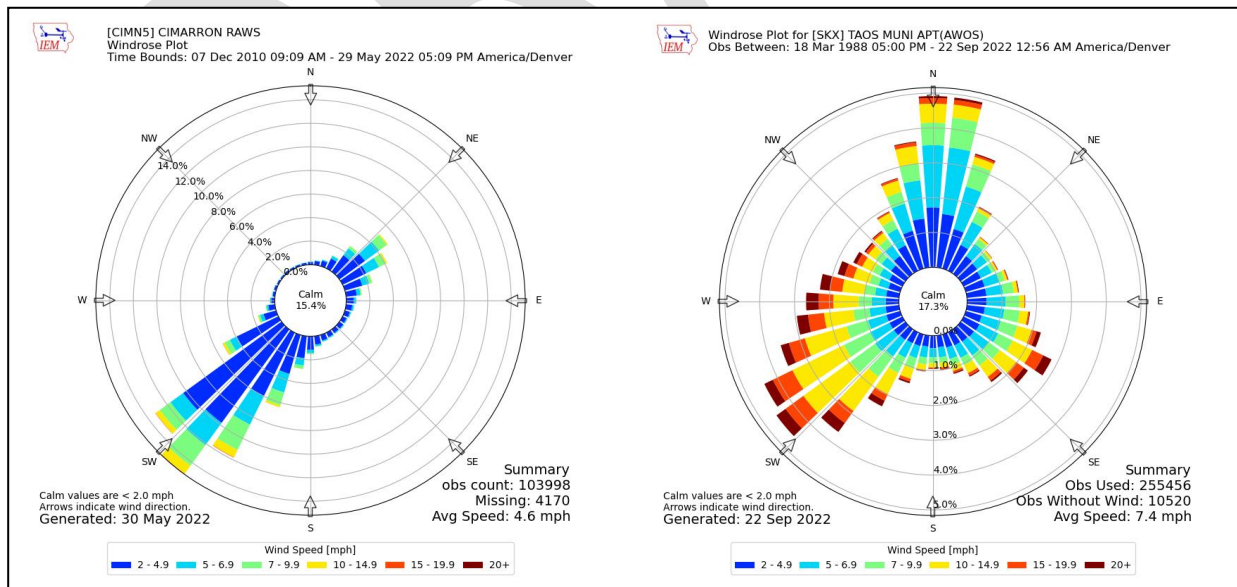 IEM
[CIMN5] CIMARRON RAWS
Windrose Plot
Time Bounds: 07 Dec 2010 09:09 AM - 29 May 2022 05:09 PM America/Denver
N
NW
NE
14.0%
12.0%
10.0%
8.0%
6.0%
4.0%
2.0%
0.0%
W
Calm
15.4%
E
SW
SE
S
Calm values are < 2.0 mph
Arrows indicate wind direction.
Generated: 30 May 2022
Summary
obs count: 103998
Missing: 4170
Avg Speed: 4.6 mph
Wind Speed [mph]
2 - 4.9 5 - 6.9 7 - 9.9 10 - 14.9 15 - 19.9 20+
IEM
Windrose Plot for [SKX] TAOS MUNI APT(AWOS)
Obs Between: 18 Mar 1988 05:00 PM - 22 Sep 2022 12:56 AM America/Denver
N
NW
NE
W
Calm
17.3%
E
0.0%
1.0%
2.0%
3.0%
4.0%
5.0%
SW
SE
S
Calm values are < 2.0 mph
Arrows indicate wind direction.
Generated: 22 Sep 2022
Summary
Obs Used: 255456
Obs Without Wind: 10520
Avg Speed: 7.4 mph
Wind Speed [mph]
2 - 4.9 5 - 6.9 7 - 9.9 10 - 14.9 15 - 19.9 20+